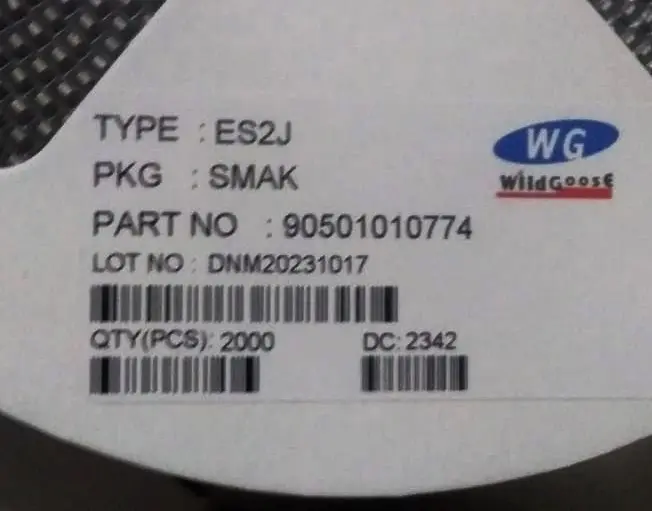 TYPE : ES2J
PKG : SMAK
PART NO : 90501010774
LOT NO : DNM20231017
QTY(PCS): 2000 DC: 2342
WG
WildGoosE